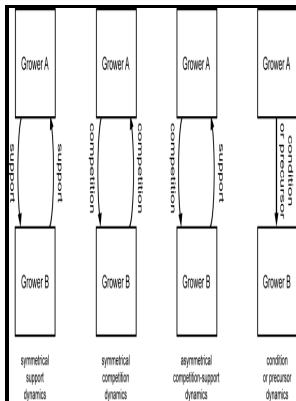 Grower A Grower A Grower A Grower A
support support competition competition competition support condition or precursor
Grower B Grower B Grower B Grower B
symmetrical symmetrical asymmetrical condition
support competition competition-support or precursor
dynamics dynamics dynamics dynamics